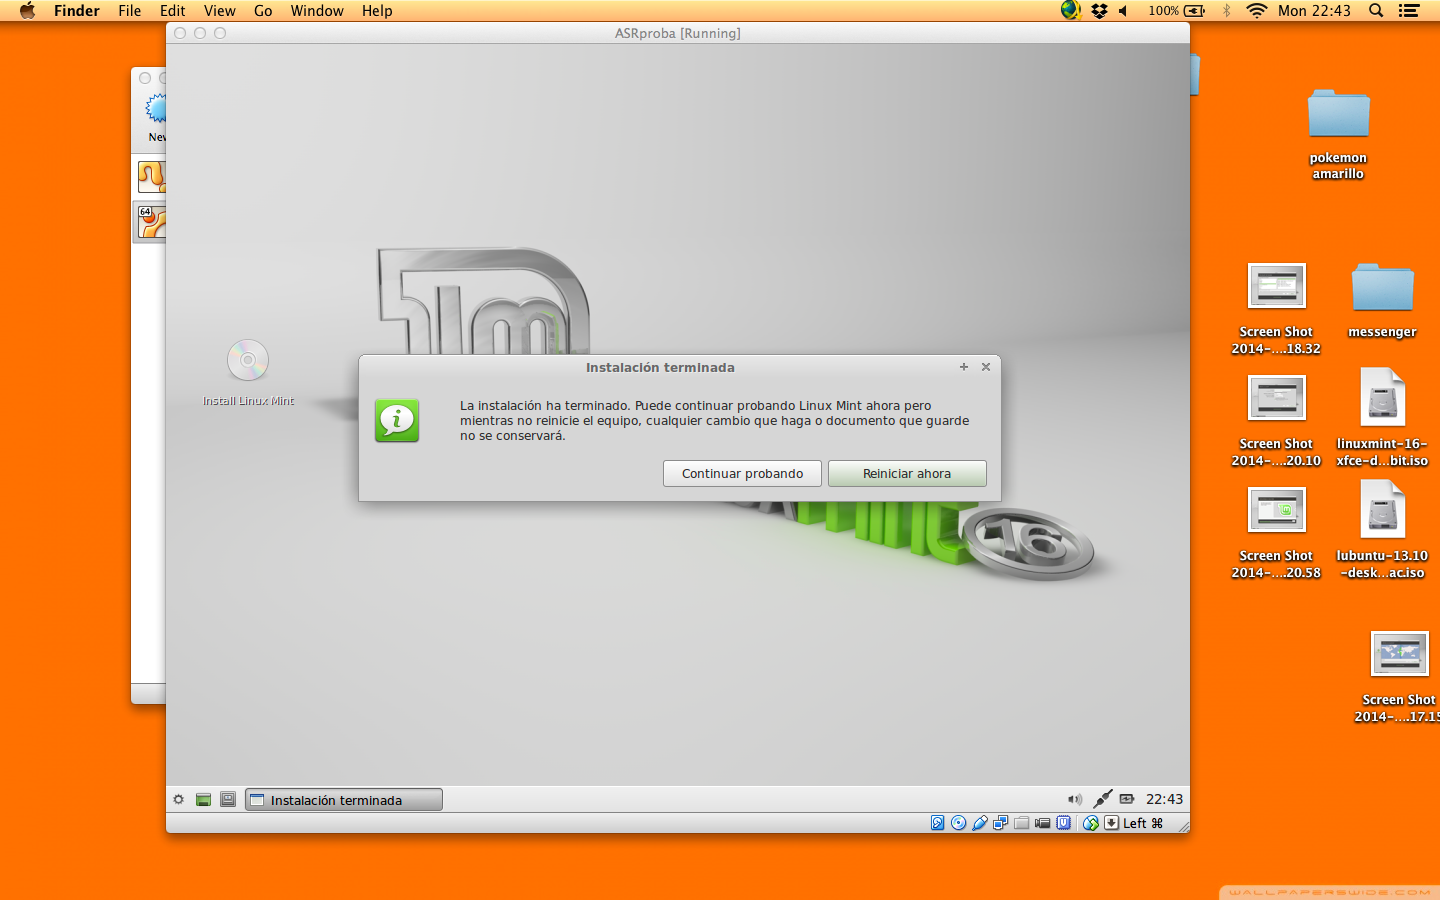 Finder File Edit View Go Window Help
100% Mon 22:43
ASRproba [Running]
New
64
pokemon
amarillo
Install Linux Mint
Instalación terminada
La instalación ha terminado. Puede continuar probando Linux Mint ahora pero
mientras no reinicie el equipo, cualquier cambio que haga o documento que guarde
no se conservará.
Continuar probando
Reiniciar ahora
16
Screen Shot
2014-....18.32
messenger
Screen Shot
2014-....20.10
linuxmint-16-
xfce-d...bit.iso
Screen Shot
2014-....20.58
lubuntu-13.10
-desk...ac.iso
Screen Shot
2014-....17.15
Instalación terminada
22:43
Left ⌘
WALLPAPERSWIDE.COM